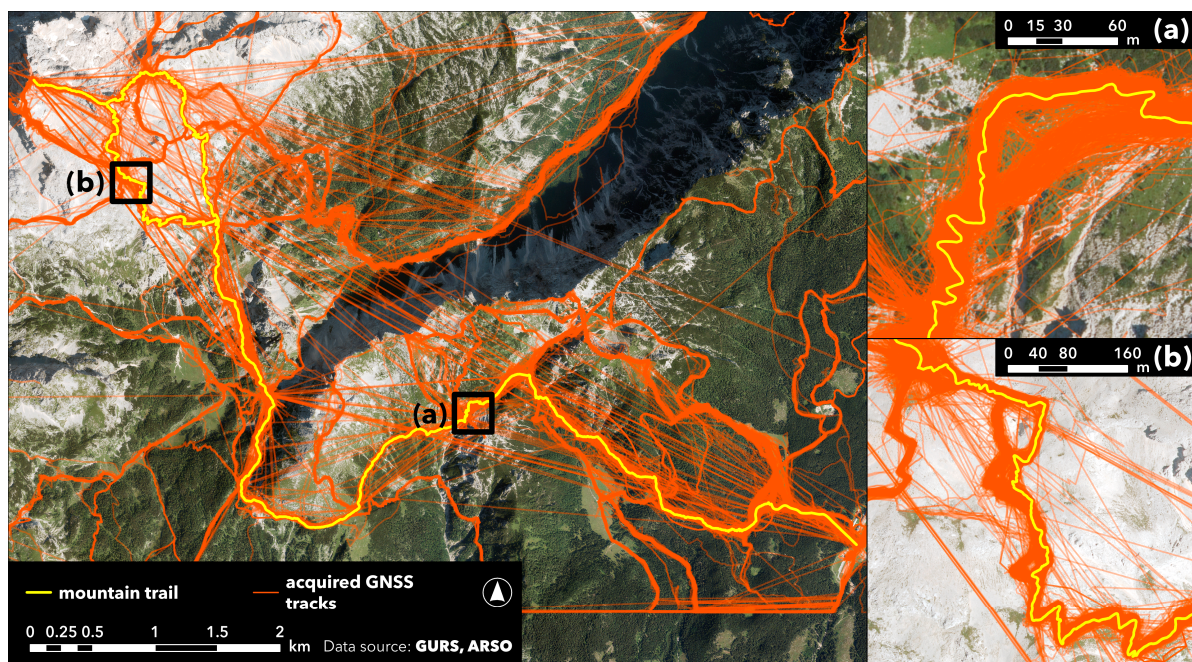 (b)
(a)
mountain trail
acquired GNSS
tracks
0 0.25 0.5 1 1.5 2
km
Data source: GURS, ARSO
0 15 30 60
m
(a)
0 40 80 160
m
(b)